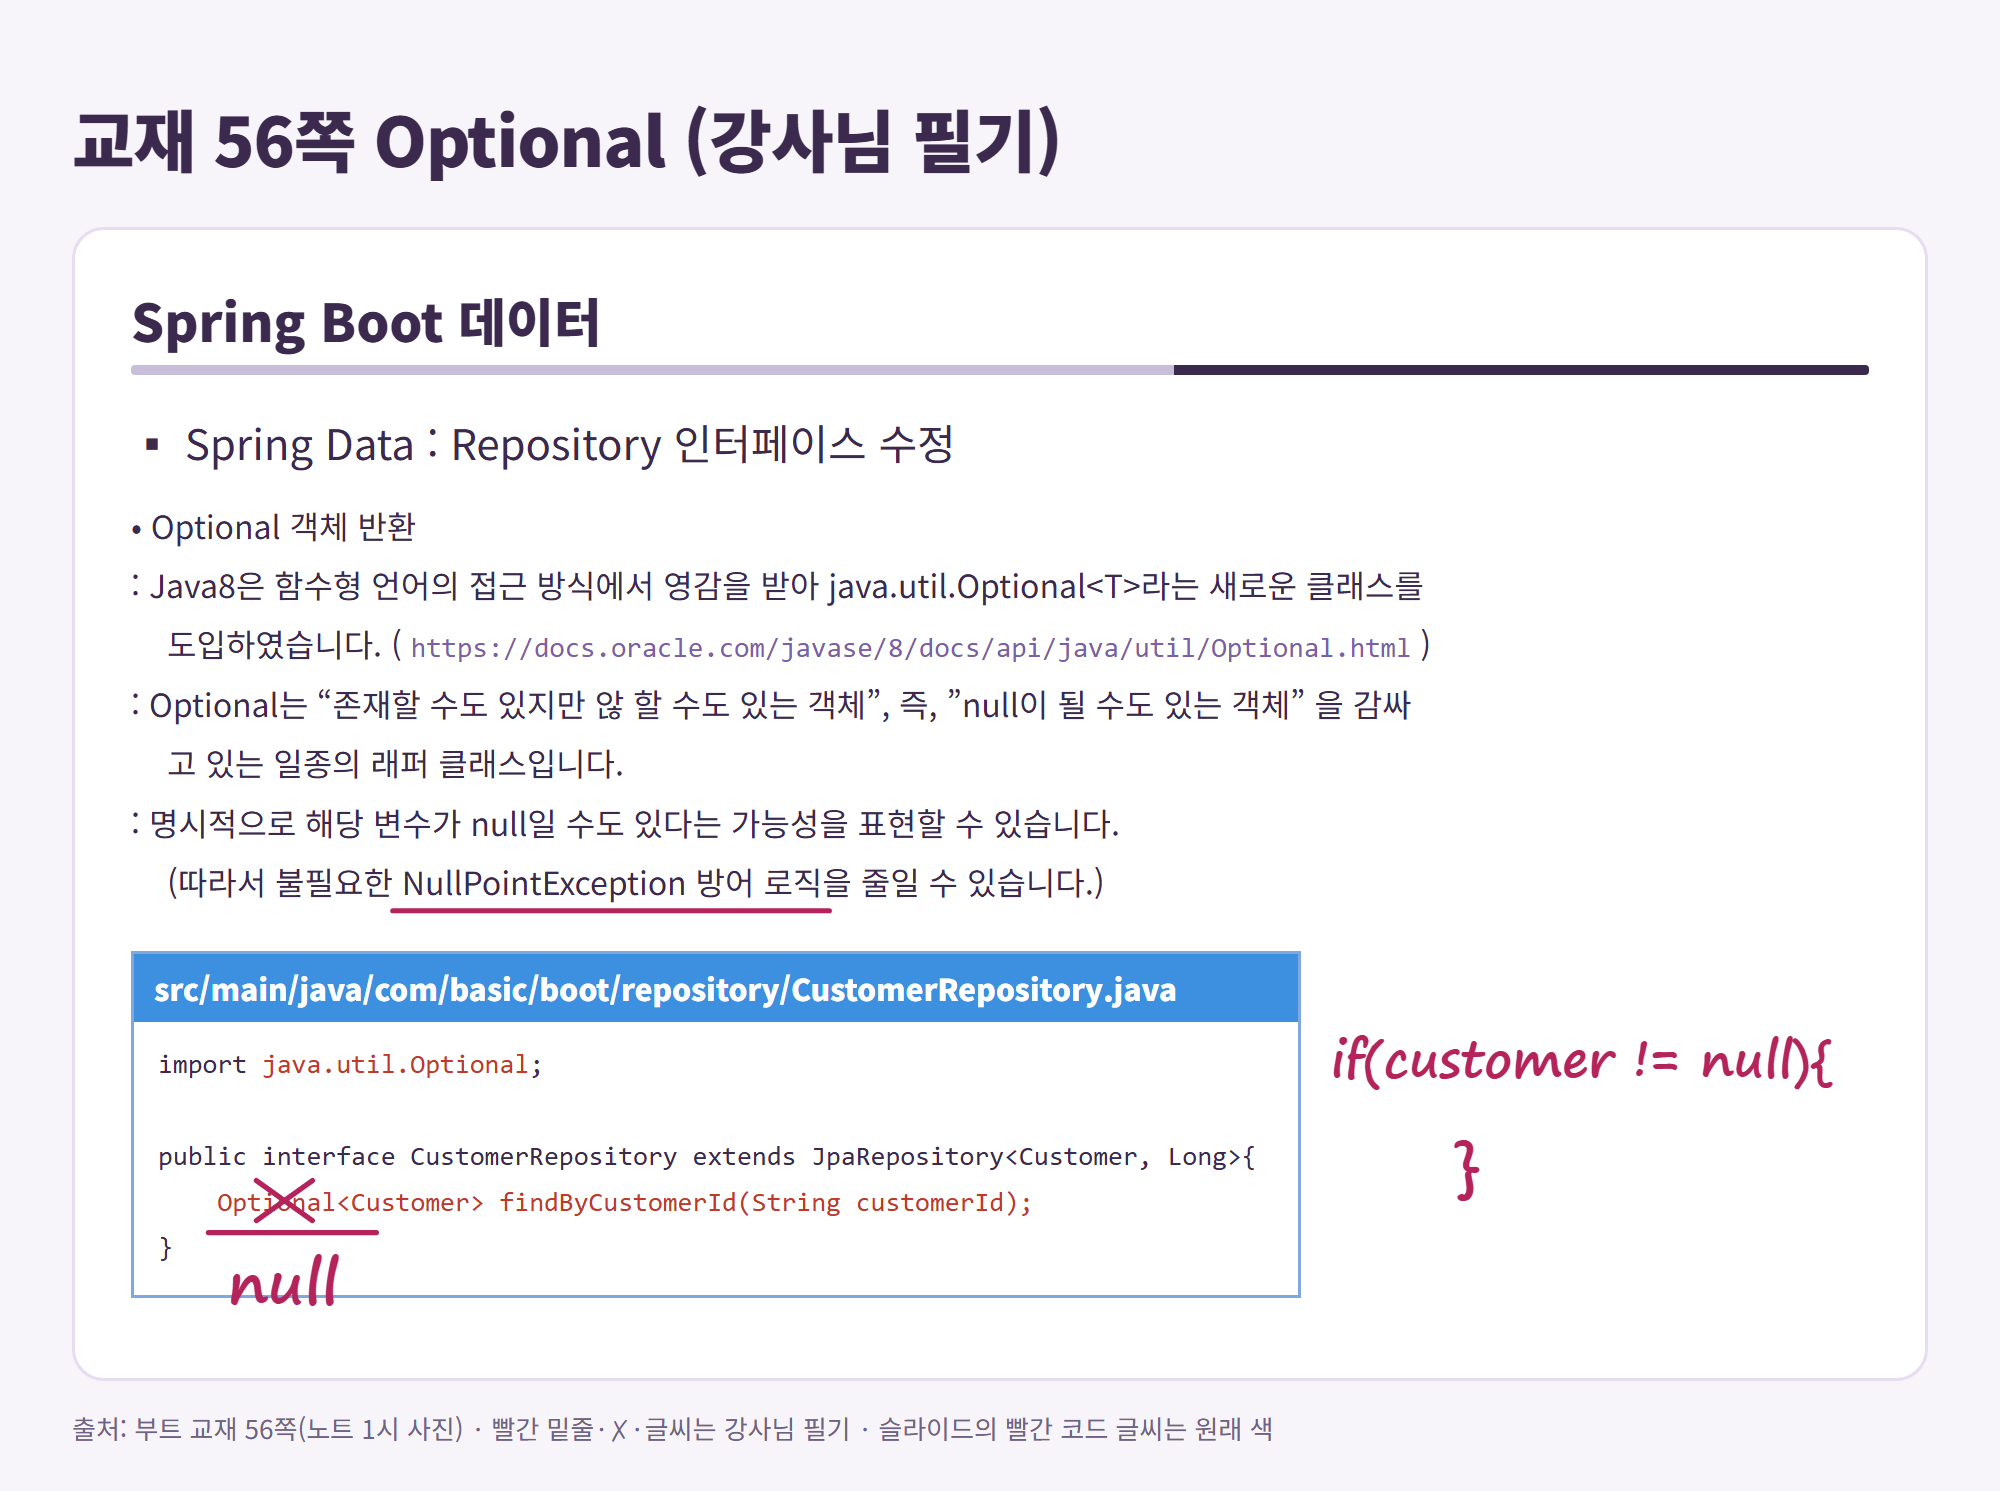 교재 56쪽 Optional (강사님 필기)
Spring Boot 데이터
▪ Spring Data : Repository 인터페이스 수정
• Optional 객체 반환
: Java8은 함수형 언어의 접근 방식에서 영감을 받아 java.util.Optional<T>라는 새로운 클래스를
도입하였습니다. ( https://docs.oracle.com/javase/8/docs/api/java/util/Optional.html )
: Optional는 “존재할 수도 있지만 않 할 수도 있는 객체”, 즉, ”null이 될 수도 있는 객체” 을 감싸
고 있는 일종의 래퍼 클래스입니다.
: 명시적으로 해당 변수가 null일 수도 있다는 가능성을 표현할 수 있습니다.
(따라서 불필요한 NullPointException 방어 로직을 줄일 수 있습니다.)
src/main/java/com/basic/boot/repository/CustomerRepository.java
import java.util.Optional;
public interface CustomerRepository extends JpaRepository<Customer, Long>{
Optional<Customer> findByCustomerId(String customerId);
}
null
if(customer != null){
}
출처: 부트 교재 56쪽(노트 1시 사진) · 빨간 밑줄·✗·글씨는 강사님 필기 · 슬라이드의 빨간 코드 글씨는 원래 색